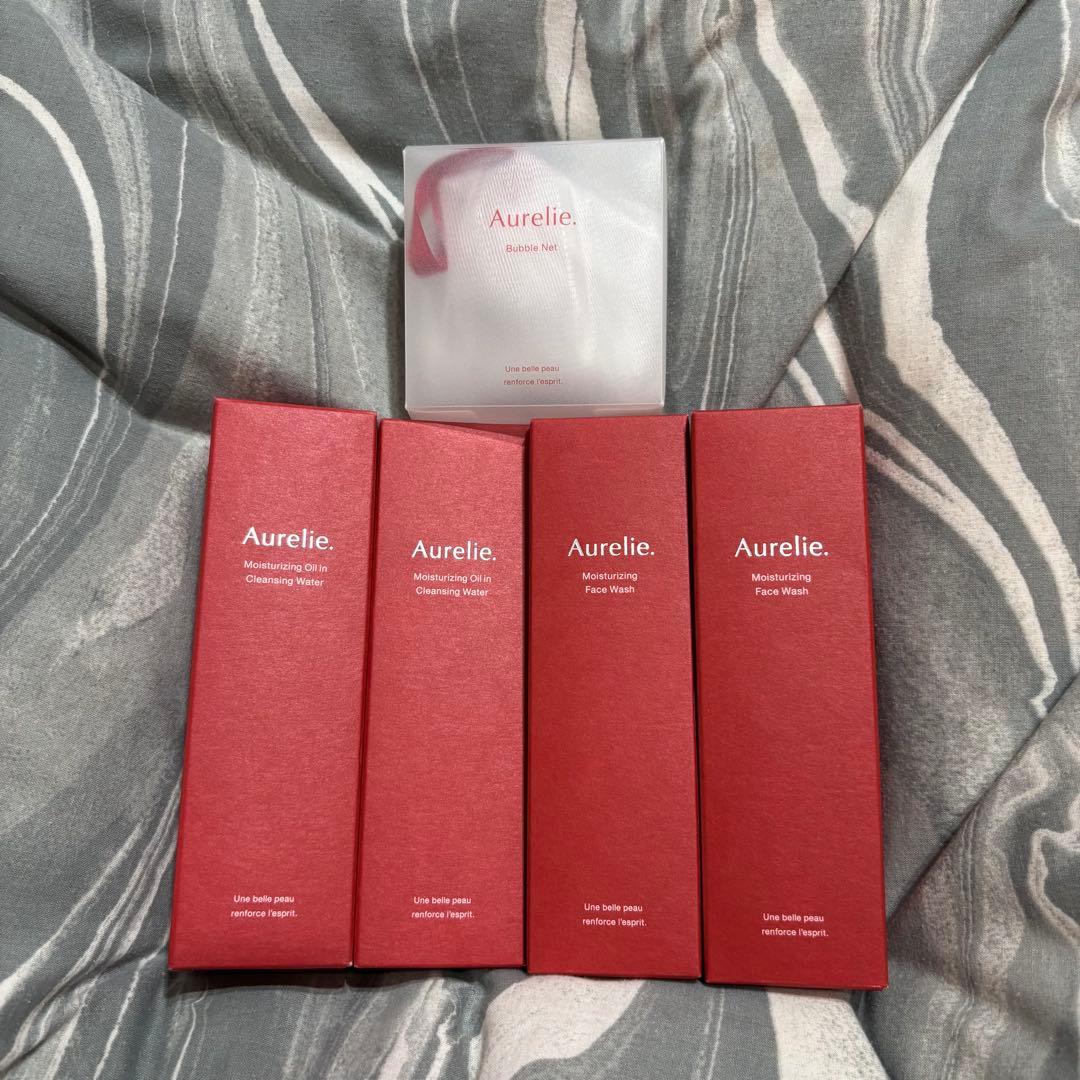 Aurelie.
Bubble Net
Une belle peau
renforce l'esprit.
Aurelie.
Moisturizing Oil in
Cleansing Water
Une belle peau
renforce l'esprit.
Aurelie.
Moisturizing Oil in
Cleansing Water
Une belle peau
renforce l'esprit.
Aurelie.
Moisturizing
Face Wash
Une belle peau
renforce l'esprit.
Aurelie.
Moisturizing
Face Wash
Une belle peau
renforce l'esprit.